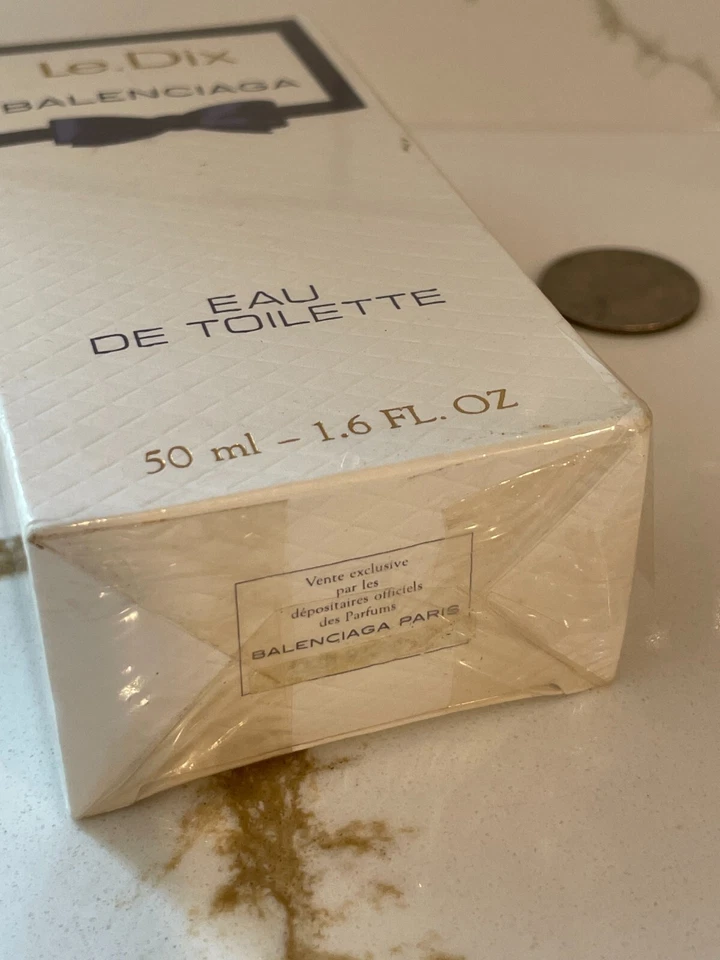 Le.Dix
BALENCIAGA
EAU
DE TOILETTE
50 ml – 1.6 FL. OZ
Vente exclusive
par les
dépositaires officiels
des Parfums
BALENCIAGA PARIS